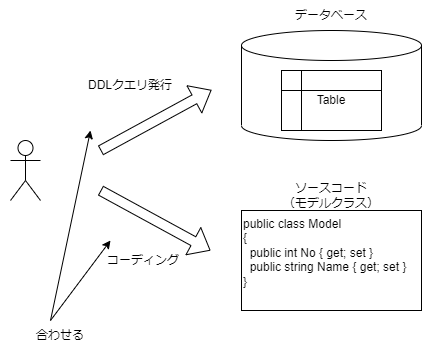 データベース
DDLクエリ発行
Table
ソースコード
（モデルクラス）
public class Model
{
public int No { get; set }
public string Name { get; set }
}
コーディング
合わせる